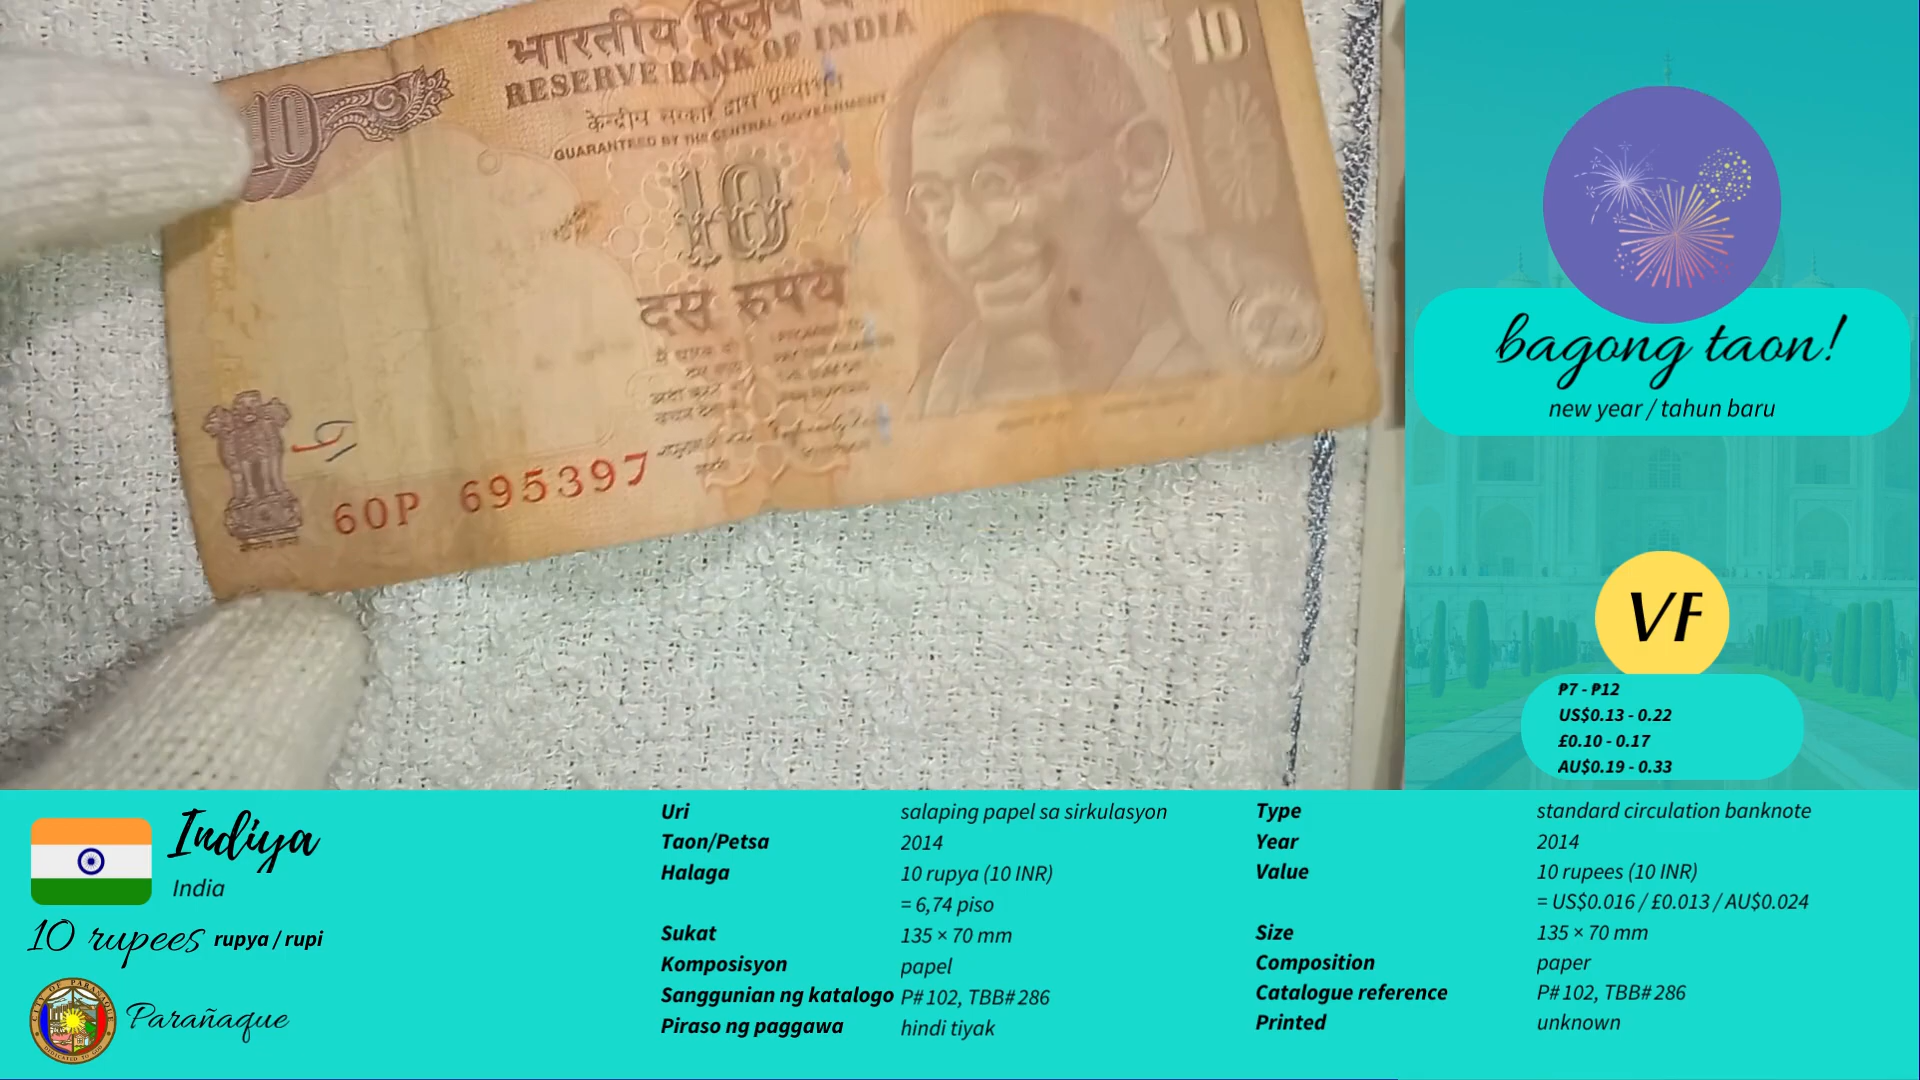 भारतीय रिज़र्व
RESERVE BANK OF INDIA
केन्द्रीय सरकार द्वारा प्रत्याभूत
GUARANTEED BY THE CENTRAL GOVERNMENT
10
₹ 10
10
दस रुपये
60P 695397
bagong taon!
new year / tahun baru
VF
₱7 - ₱12
US$0.13 - 0.22
£0.10 - 0.17
AU$0.19 - 0.33
Indiya
India
10 rupees rupya / rupi
CITY OF PARAÑAQUE
Parañaque
Uri salaping papel sa sirkulasyon
Taon/Petsa 2014
Halaga 10 rupya (10 INR)
= 6,74 piso
Sukat 135 × 70 mm
Komposisyon papel
Sanggunian ng katalogo P# 102, TBB# 286
Piraso ng paggawa hindi tiyak
Type standard circulation banknote
Year 2014
Value 10 rupees (10 INR)
= US$0.016 / £0.013 / AU$0.024
Size 135 × 70 mm
Composition paper
Catalogue reference P# 102, TBB# 286
Printed unknown